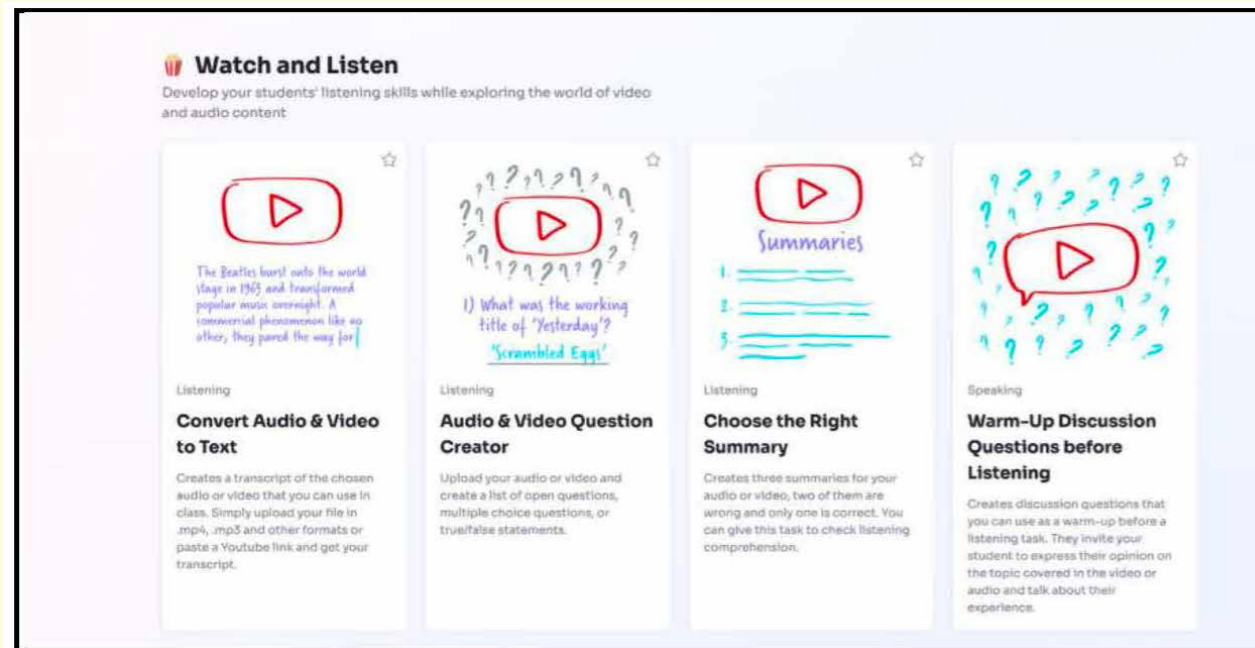 Watch and Listen
Develop your students' listening skills while exploring the world of video
and audio content
The Beatles burst onto the world
stage in 1963 and transformed
popular music overnight. A
commercial phenomenon like no
other, they paved the way for
Listening
Convert Audio & Video
to Text
Creates a transcript of the chosen
audio or video that you can use in
class. Simply upload your file in
.mp4, .mp3 and other formats or
paste a Youtube link and get your
transcript.
1) What was the working
title of 'Yesterday'?
'Scrambled Eggs'
Listening
Audio & Video Question
Creator
Upload your audio or video and
create a list of open questions,
multiple choice questions, or
true/false statements.
Summaries
1.
2.
3.
Listening
Choose the Right
Summary
Creates three summaries for your
audio or video, two of them are
wrong and only one is correct. You
can give this task to check listening
comprehension.
Speaking
Warm-Up Discussion
Questions before
Listening
Creates discussion questions that
you can use as a warm-up before a
listening task. They invite your
student to express their opinion on
the topic covered in the video or
audio and talk about their
experience.